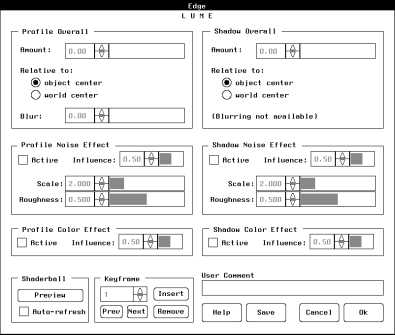 Edge
L U M E
Profile Overall
Shadow Overall
Amount: 0.00
Amount: 0.00
Relative to:
Relative to:
object center
object center
world center
world center
Blur: 0.00
(Blurring not available)
Profile Noise Effect
Shadow Noise Effect
Active Influence: 0.50
Active Influence: 0.50
Scale: 2.000
Scale: 2.000
Roughness: 0.500
Roughness: 0.500
Profile Color Effect
Shadow Color Effect
Active Influence: 0.50
Active Influence: 0.50
Shaderball
Keyframe
User Comment
Preview
1
Insert
Auto-refresh
Prev
Next
Remove
Help
Save
Cancel
Ok